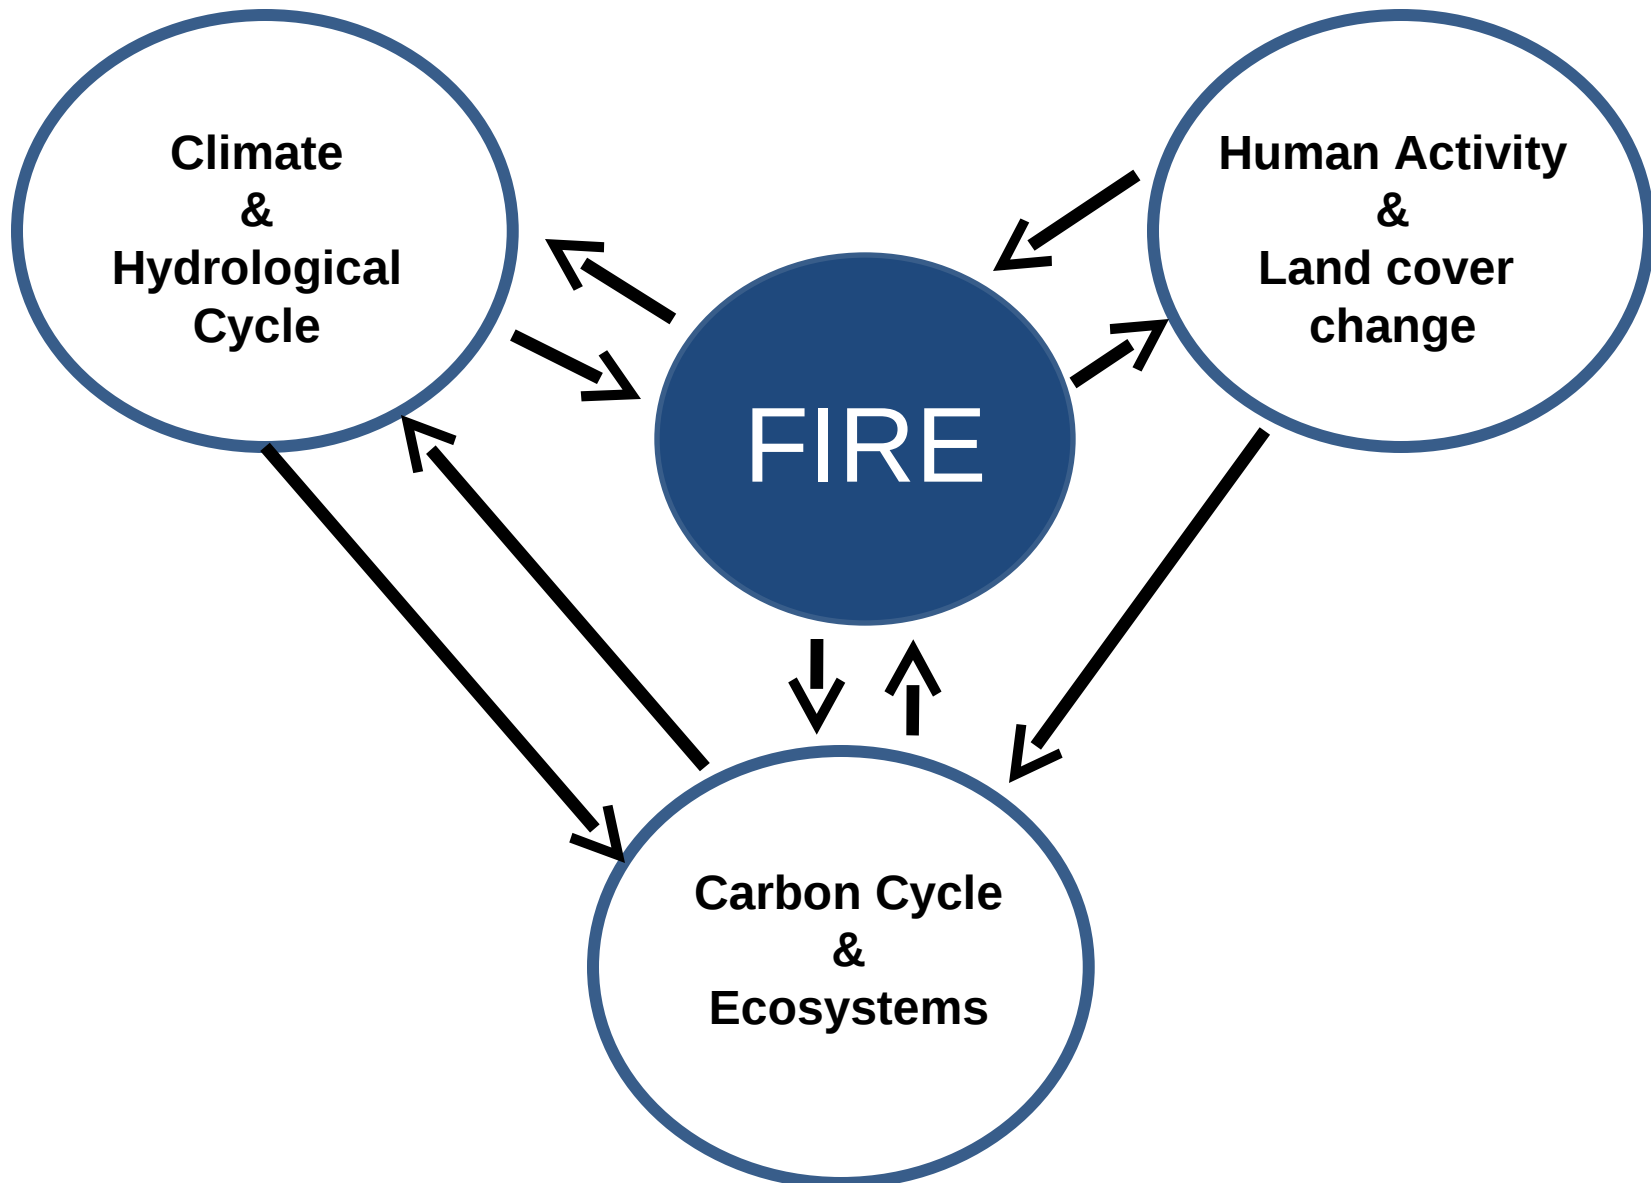 Climate
&
Hydrological
Cycle
Human Activity
&
Land cover
change
FIRE
Carbon Cycle
&
Ecosystems